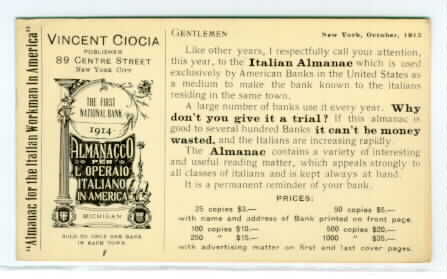 "Almanac for the Italian Workman in America"
VINCENT CIOCIA
PUBLISHER
89 CENTRE STREET
NEW YORK CITY
THE FIRST
NATIONAL BANK
1914
ALMANACCO
PER
L'OPERAIO
ITALIANO
IN AMERICA
MICHIGAN
SOLD TO ONLY ONE BANK
IN EACH TOWN
GENTLEMEN
New York, October, 1913
Like other years, I respectfully call your attention,
this year, to the Italian Almanac which is used
exclusively by American Banks in the United States as
a medium to make the bank known to the italians
residing in the same town.
A large number of banks use it every year. Why
don't you give it a trial? If this almanac is
good to several hundred Banks it can't be money
wasted, and the Italians are increasing rapidly.
The Almanac contains a variety of interesting
and useful reading matter, which appeals strongly to
all classes of italians and is kept always at hand.
It is a permanent reminder of your bank.
PRICES:
25 copies $3.— 50 copies $5.—
with name and address of Bank printed on front page.
100 copies $10.— 500 copies $20.—
250 " $15.— 1000 " $35.—
with advertising matter on first and last cover pages.